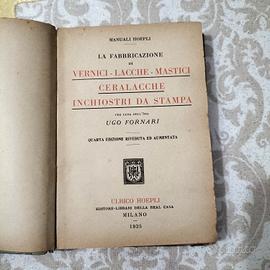 MANUALI HOEPLI
LA FABBRICAZIONE
DI
VERNICI - LACCHE - MASTICI
CERALACCHE
INCHIOSTRI DA STAMPA
UGO FORNARI
QUARTA EDIZIONE RIVEDUTA ED AUMENTATA
ULRICO HOEPLI
EDITORE-LIBRAIO DELLA REAL CASA
MILANO
1925